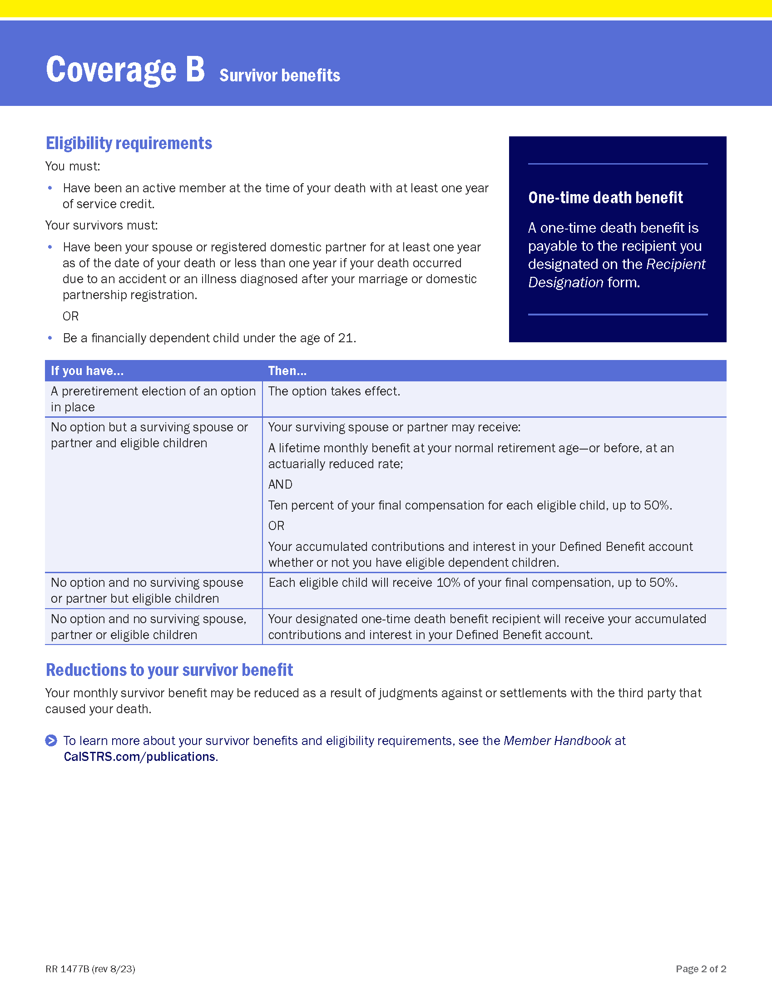 Coverage B Survivor benefits
Eligibility requirements
You must:
• Have been an active member at the time of your death with at least one year
of service credit.
Your survivors must:
• Have been your spouse or registered domestic partner for at least one year
as of the date of your death or less than one year if your death occurred
due to an accident or an illness diagnosed after your marriage or domestic
partnership registration.
OR
• Be a financially dependent child under the age of 21.
One-time death benefit
A one-time death benefit is
payable to the recipient you
designated on the Recipient
Designation form.
If you have...
Then...
A preretirement election of an option
in place
The option takes effect.
No option but a surviving spouse or
partner and eligible children
Your surviving spouse or partner may receive:
A lifetime monthly benefit at your normal retirement age—or before, at an
actuarially reduced rate;
AND
Ten percent of your final compensation for each eligible child, up to 50%.
OR
Your accumulated contributions and interest in your Defined Benefit account
whether or not you have eligible dependent children.
No option and no surviving spouse
or partner but eligible children
Each eligible child will receive 10% of your final compensation, up to 50%.
No option and no surviving spouse,
partner or eligible children
Your designated one-time death benefit recipient will receive your accumulated
contributions and interest in your Defined Benefit account.
Reductions to your survivor benefit
Your monthly survivor benefit may be reduced as a result of judgments against or settlements with the third party that
caused your death.
To learn more about your survivor benefits and eligibility requirements, see the Member Handbook at
CalSTRS.com/publications.
RR 1477B (rev 8/23)
Page 2 of 2